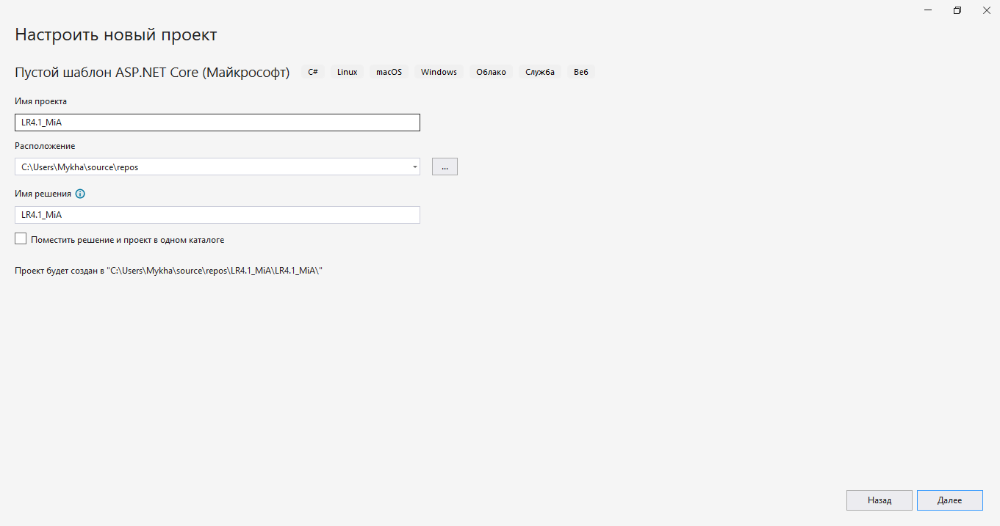 Настроить новый проект
Пустой шаблон ASP.NET Core (Майкрософт) C# Linux macOS Windows Облако Служба Веб
Имя проекта
LR4.1_MiA
Расположение
C:\Users\Mykha\source\repos ...
Имя решения
LR4.1_MiA
Поместить решение и проект в одном каталоге
Проект будет создан в "C:\Users\Mykha\source\repos\LR4.1_MiA\LR4.1_MiA\"
Назад Далее